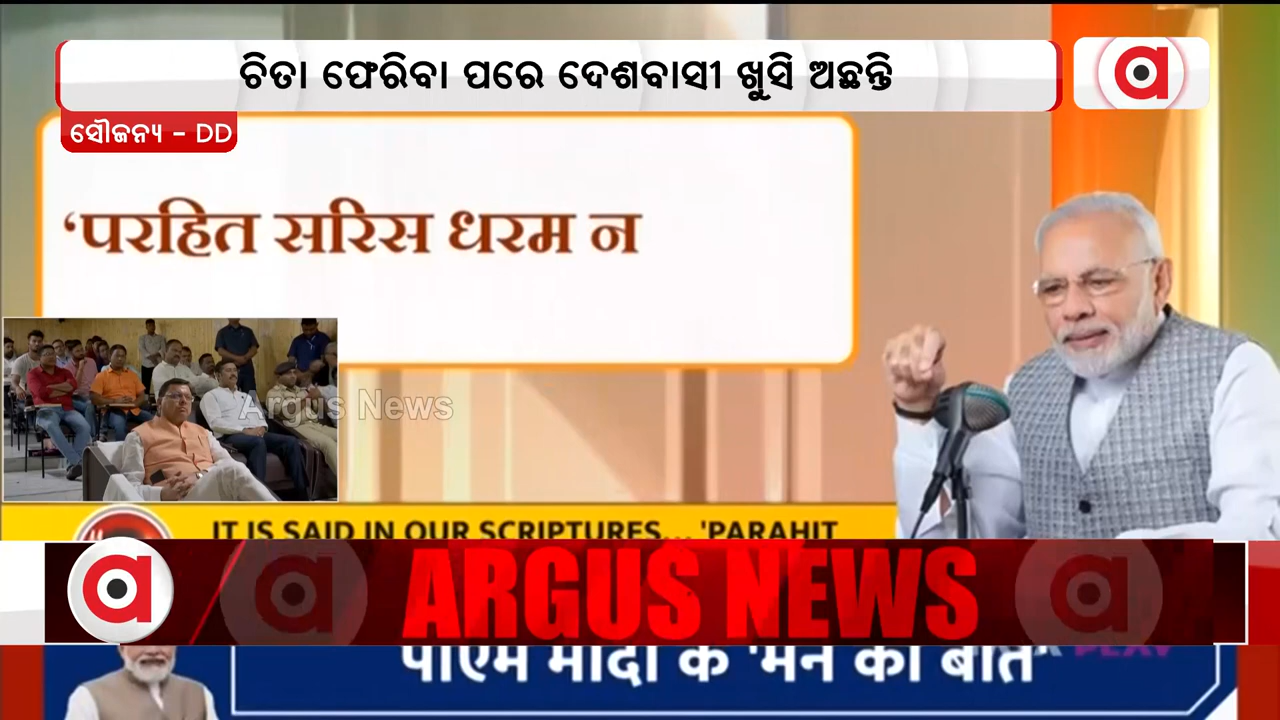 ଚିତା ଫେରିବା ପରେ ଦେଶବାସୀ ଖୁସି ଅଛନ୍ତି
ସୌଜନ୍ୟ - DD
‘परहित सरिस धरम न
Argus News
IT IS SAID IN OUR SCRIPTURES... 'PARAHIT
ARGUS NEWS
पीएम मोदी के 'मन की बात'